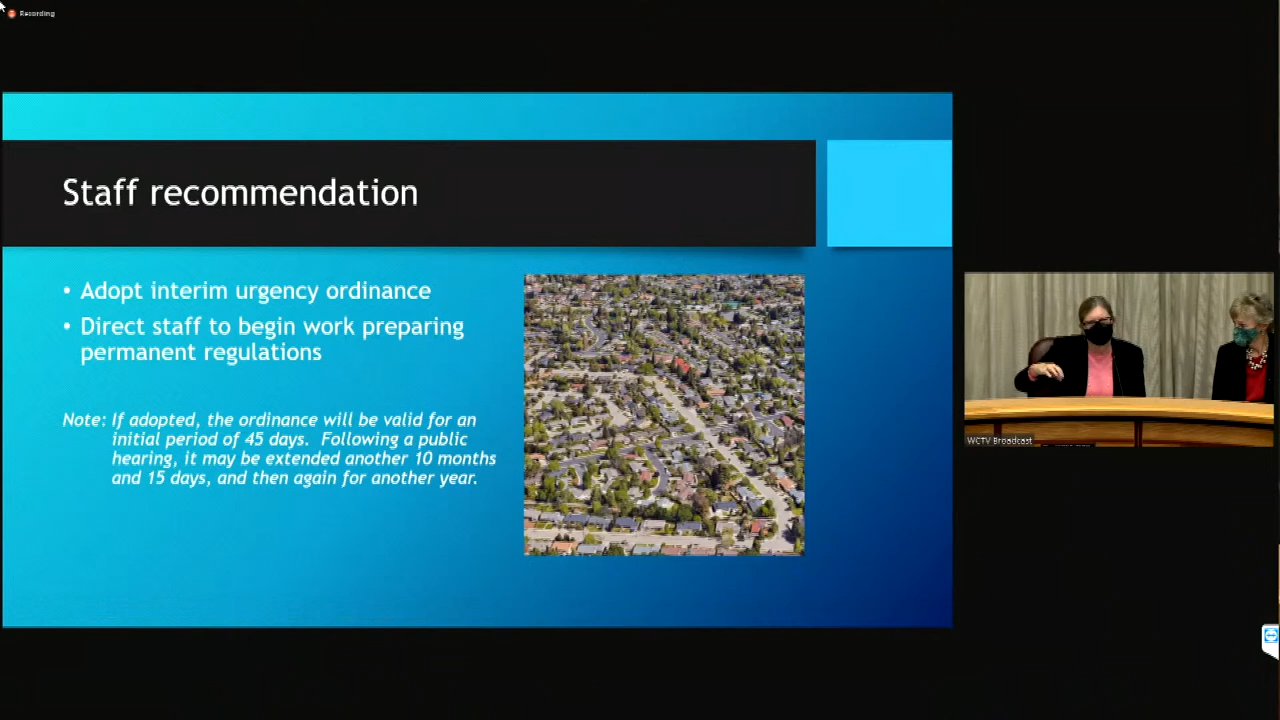 Recording
Staff recommendation
• Adopt interim urgency ordinance
• Direct staff to begin work preparing
permanent regulations
Note: If adopted, the ordinance will be valid for an
initial period of 45 days. Following a public
hearing, it may be extended another 10 months
and 15 days, and then again for another year.
WCTV Broadcast